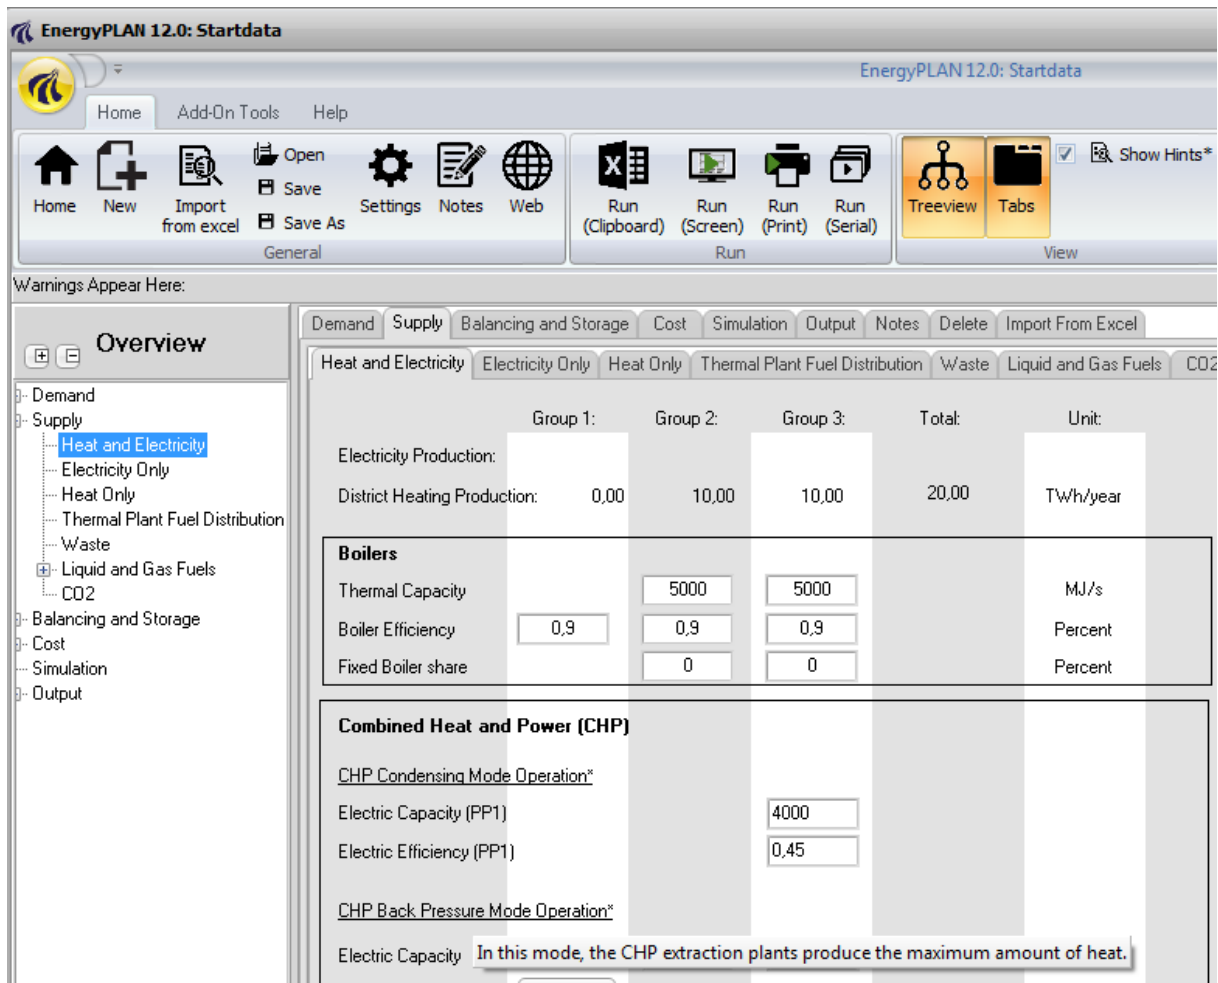 EnergyPLAN 12.0: Startdata
EnergyPLAN 12.0: Startdata
Home Add-On Tools Help
Home New Import from excel Open Save Save As Settings Notes Web
General
Run (Clipboard) Run (Screen) Run (Print) Run (Serial)
Run
Treeview Tabs Show Hints*
View
Warnings Appear Here:
Overview
Demand
Supply
Heat and Electricity
Electricity Only
Heat Only
Thermal Plant Fuel Distribution
Waste
Liquid and Gas Fuels
CO2
Balancing and Storage
Cost
Simulation
Output
Demand Supply Balancing and Storage Cost Simulation Output Notes Delete Import From Excel
Heat and Electricity Electricity Only Heat Only Thermal Plant Fuel Distribution Waste Liquid and Gas Fuels CO2
Group 1: Group 2: Group 3: Total: Unit:
Electricity Production:
District Heating Production: 0,00 10,00 10,00 20,00 TWh/year
Boilers
Thermal Capacity 5000 5000 MJ/s
Boiler Efficiency 0,9 0,9 0,9 Percent
Fixed Boiler share 0 0 Percent
Combined Heat and Power (CHP)
CHP Condensing Mode Operation*
Electric Capacity (PP1) 4000
Electric Efficiency (PP1) 0,45
CHP Back Pressure Mode Operation*
Electric Capacity
In this mode, the CHP extraction plants produce the maximum amount of heat.